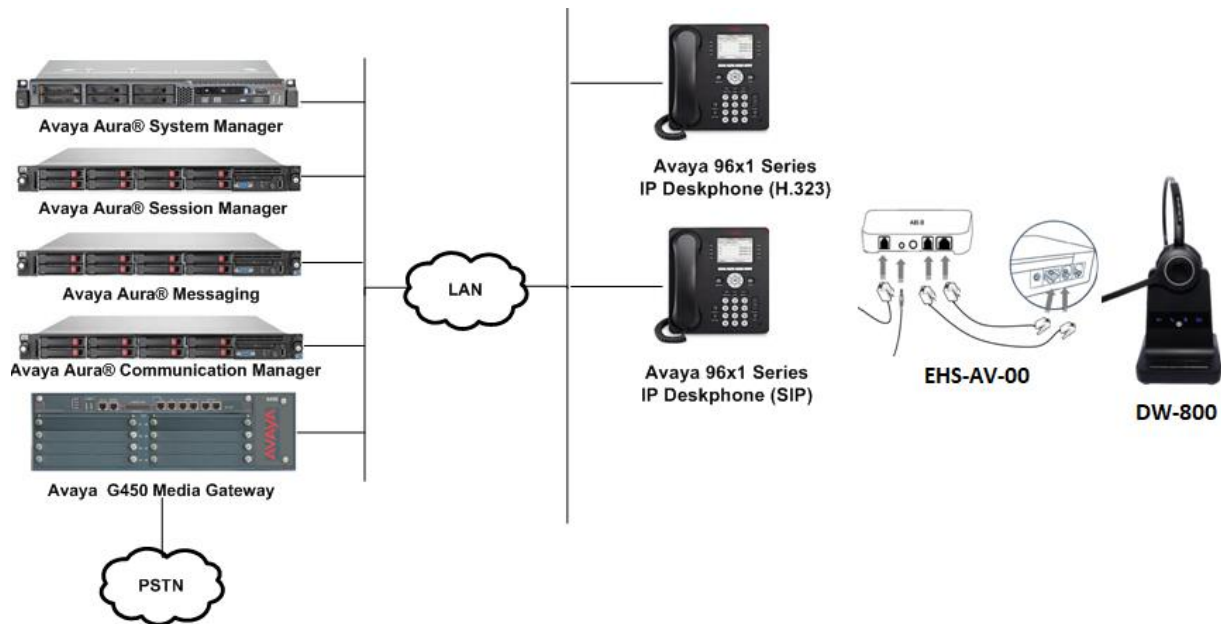 Avaya Aura® System Manager
Avaya Aura® Session Manager
Avaya Aura® Messaging
Avaya Aura® Communication Manager
AVAYA
Avaya G450 Media Gateway
PSTN
LAN
Avaya 96x1 Series
IP Deskphone (H.323)
Avaya 96x1 Series
IP Deskphone (SIP)
EHS-AV-00
DW-800